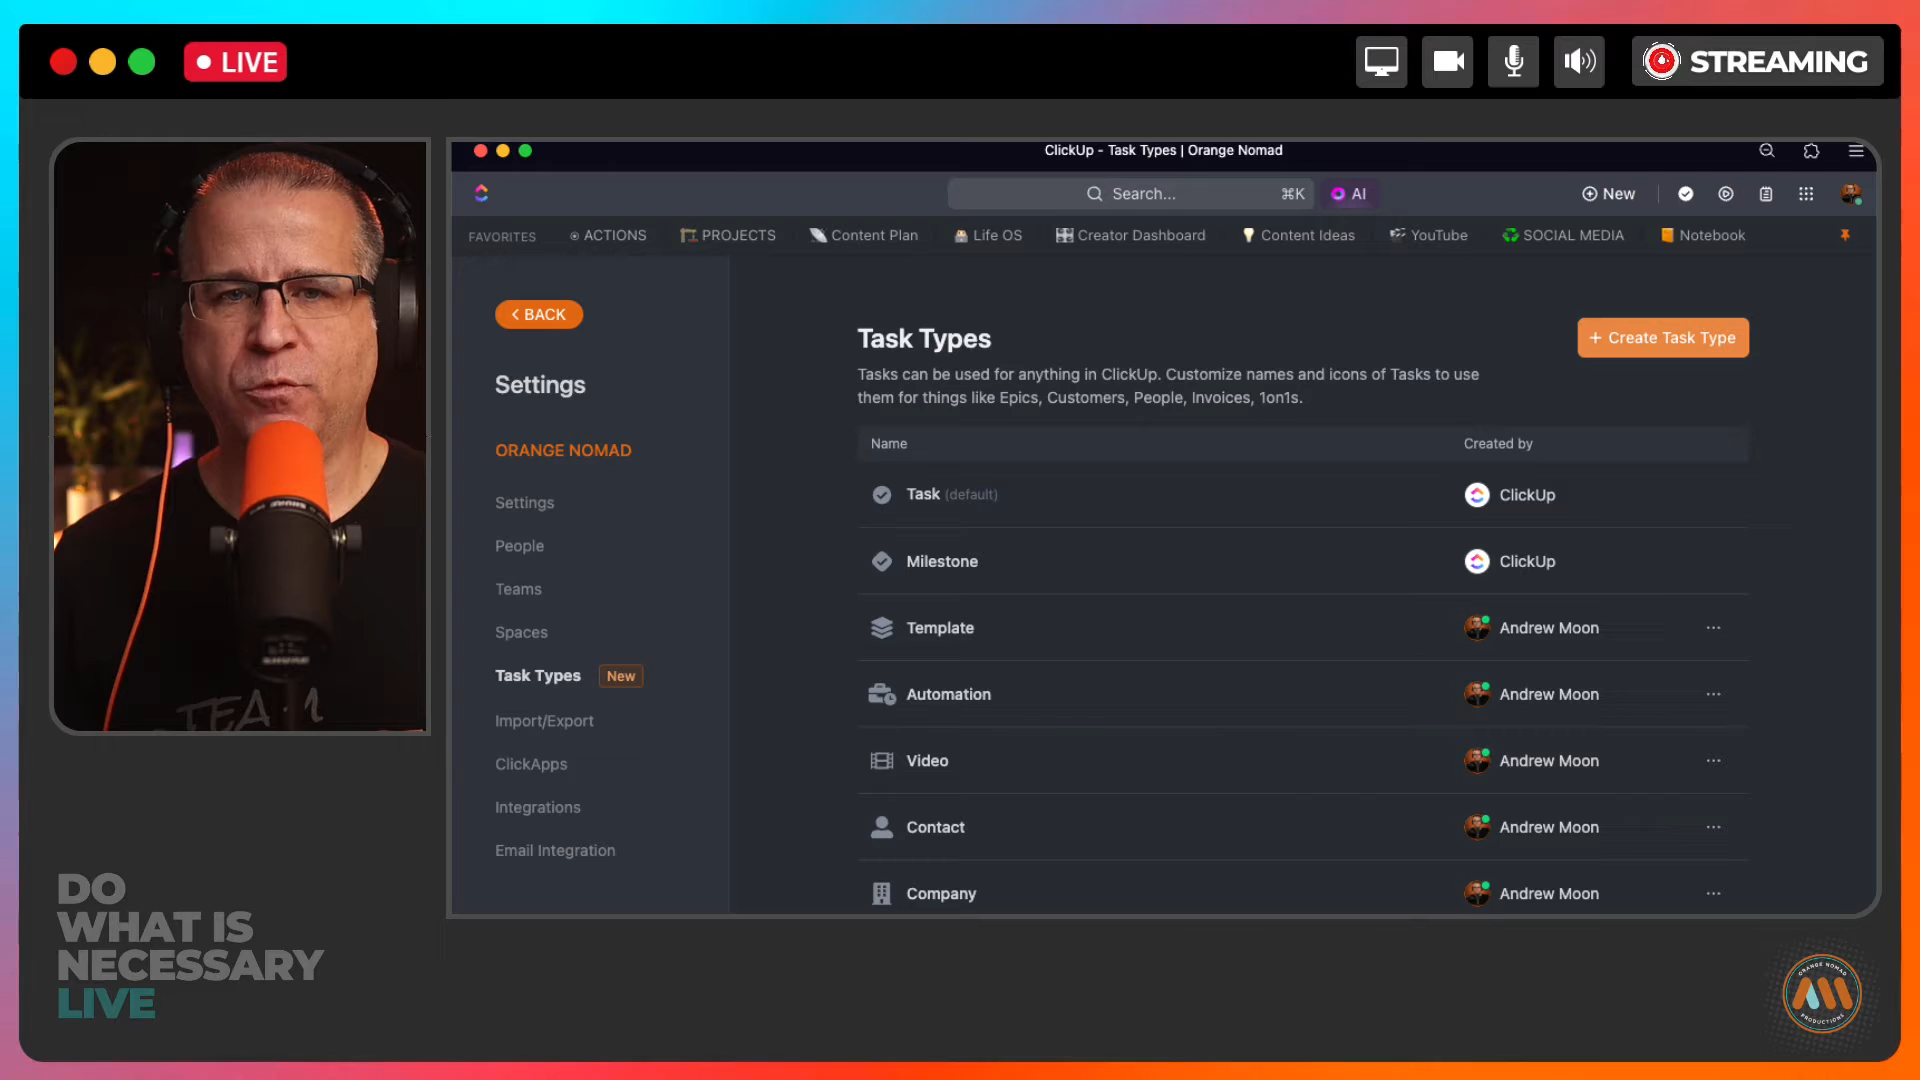 LIVE
STREAMING
ClickUp - Task Types | Orange Nomad
Search...
⌘K
AI
New
FAVORITES
ACTIONS
PROJECTS
Content Plan
Life OS
Creator Dashboard
Content Ideas
YouTube
SOCIAL MEDIA
Notebook
BACK
Settings
ORANGE NOMAD
Settings
People
Teams
Spaces
Task Types New
Import/Export
ClickApps
Integrations
Email Integration
Task Types
+ Create Task Type
Tasks can be used for anything in ClickUp. Customize names and icons of Tasks to use
them for things like Epics, Customers, People, Invoices, 1on1s.
Name Created by
Task (default) ClickUp
Milestone ClickUp
Template Andrew Moon
Automation Andrew Moon
Video Andrew Moon
Contact Andrew Moon
Company Andrew Moon
TEAM
SHURE
DO
WHAT IS
NECESSARY
LIVE
ORANGE NOMAD
PRODUCTIONS